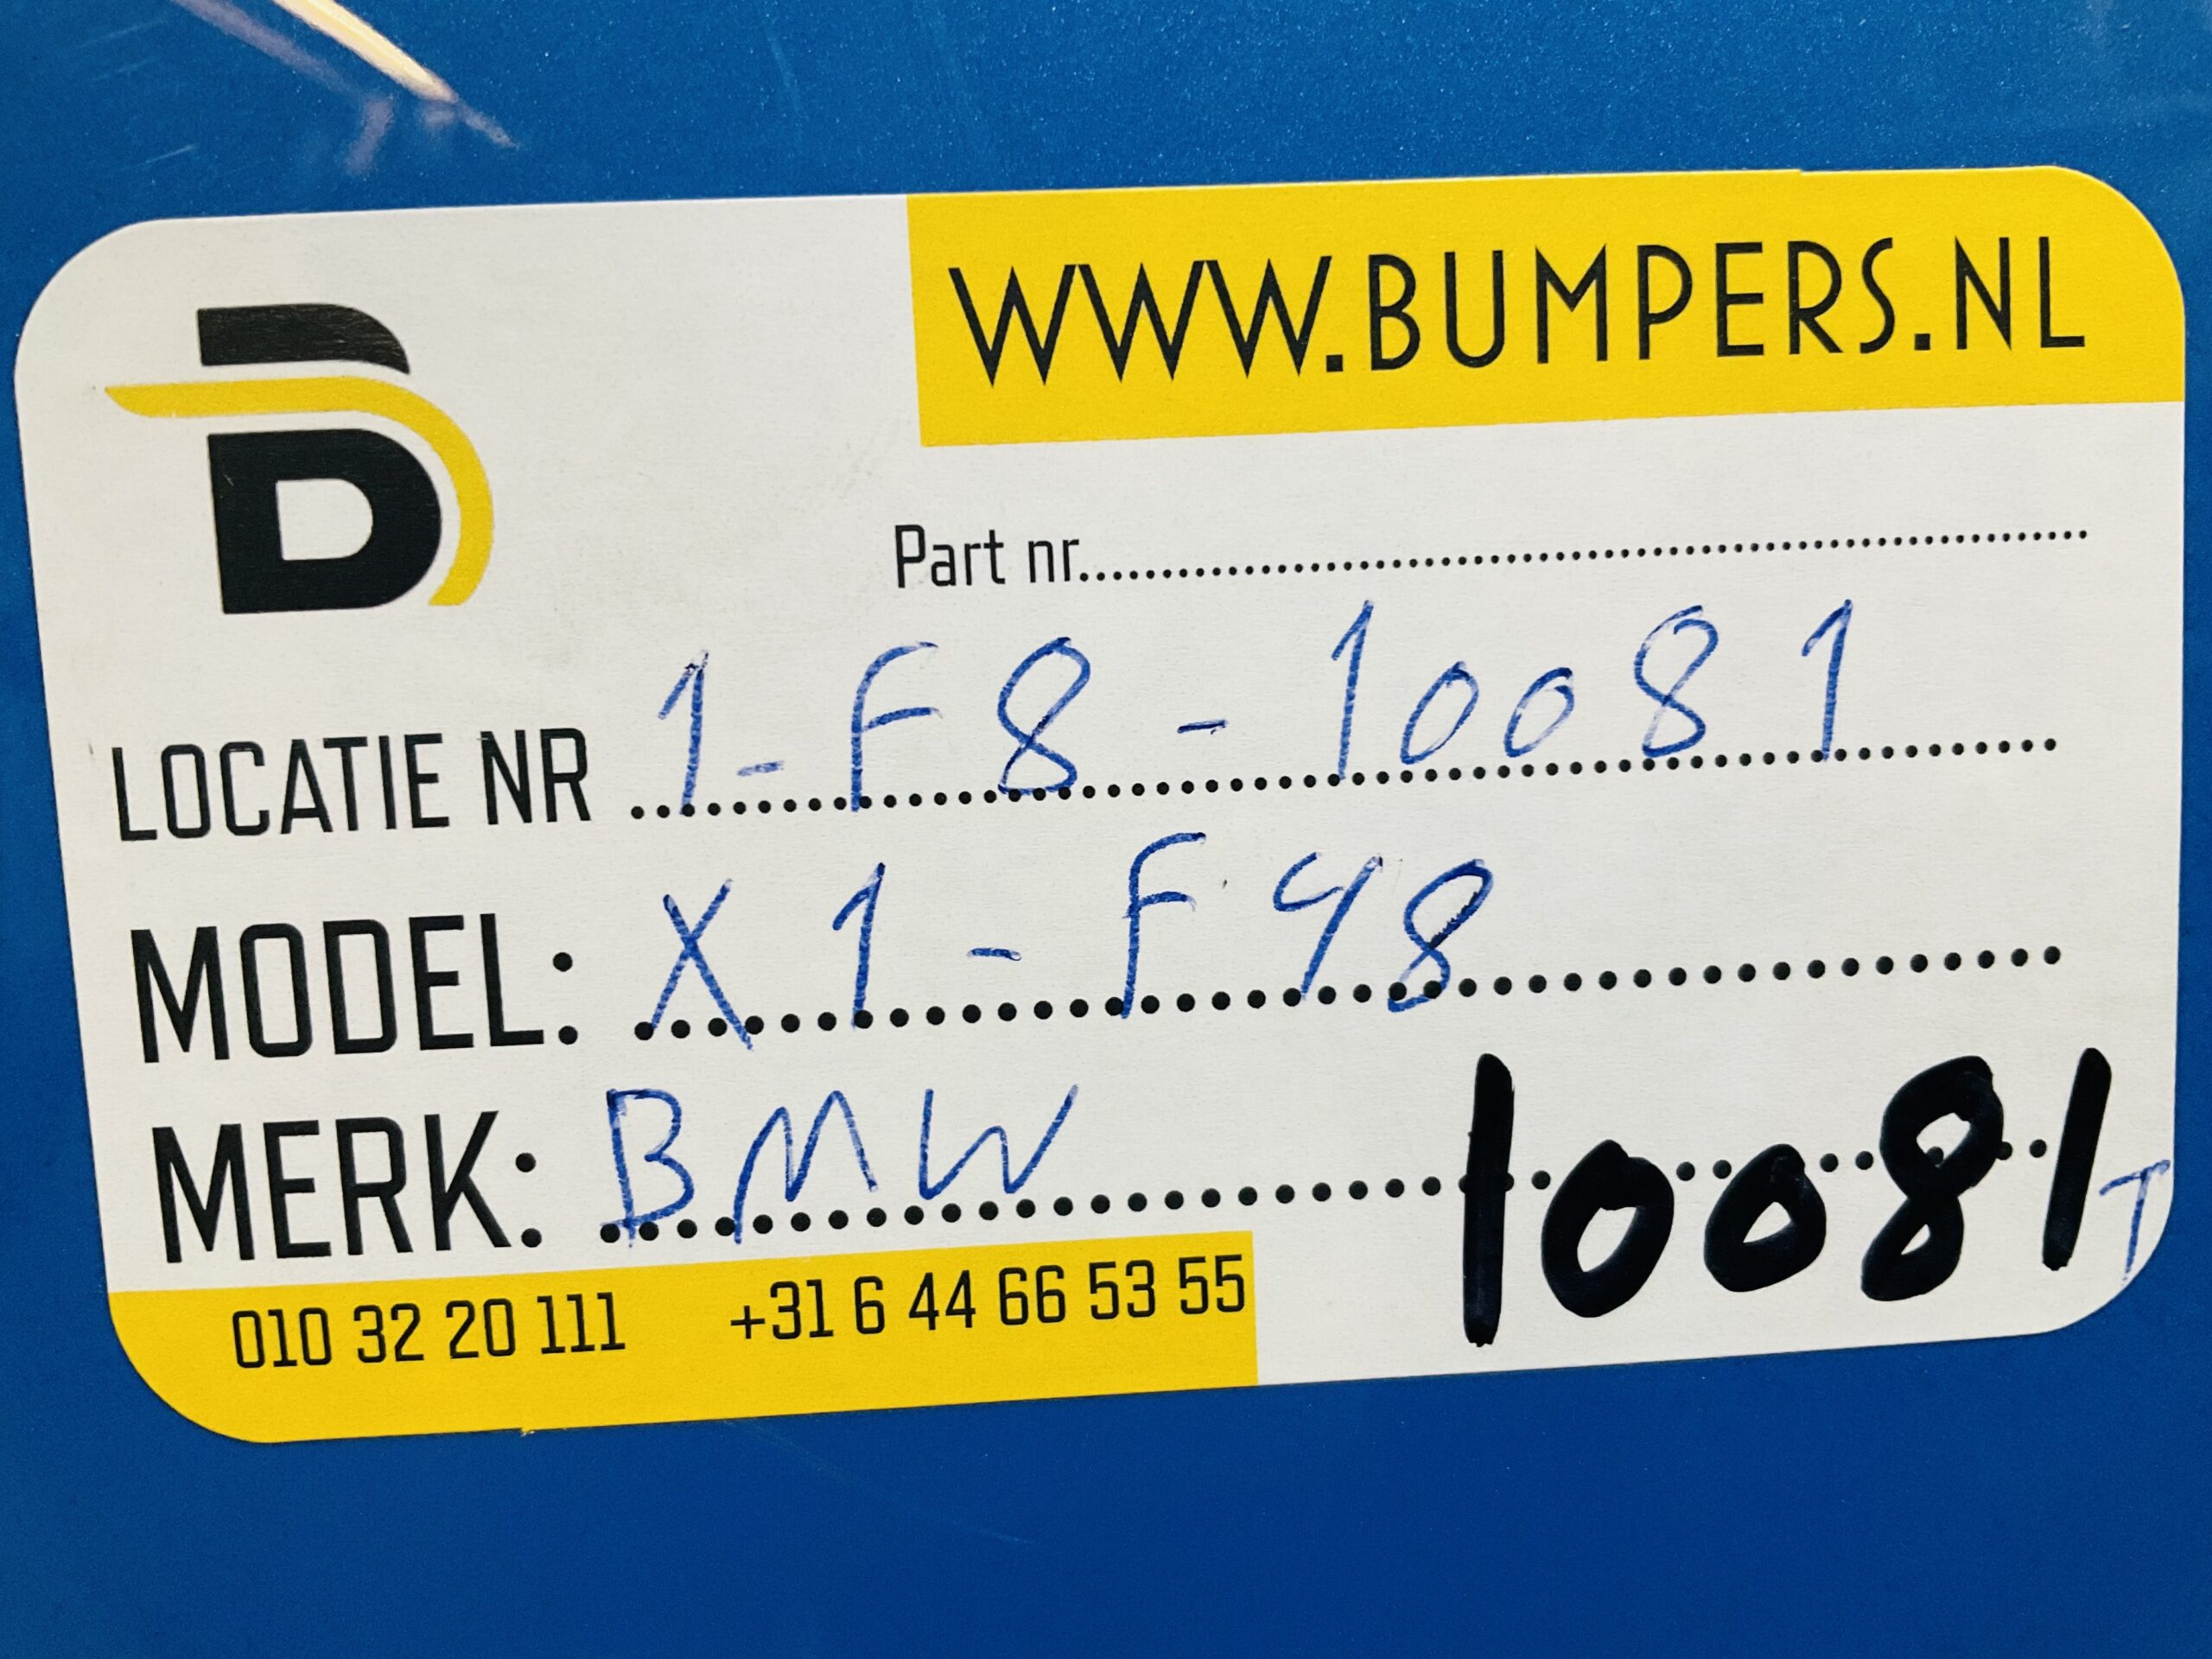 WWW.BUMPERS.NL
B
Part nr.
LOCATIE NR 1-F8-10081
MODEL: X1-F48
MERK: BMW
10081 T
010 32 20 111 +31 6 44 66 53 55